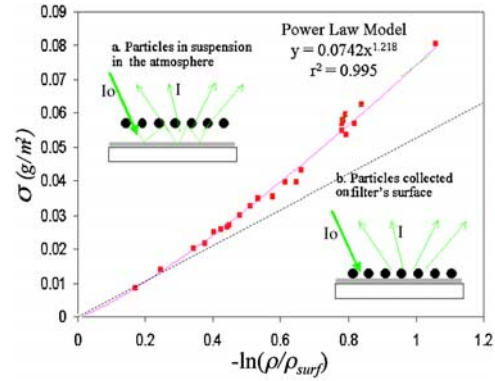 0.09
0.08
0.07
0.06
0.05
0.04
0.03
0.02
0.01
0
σ (g/m²)
a. Particles in suspension
in the atmosphere
Io
I
Power Law Model
y = 0.0742x^1.218
r² = 0.995
b. Particles collected
on filter's surface
Io
I
0
0.2
0.4
0.6
0.8
1
1.2
-ln(ρ/ρsurf)